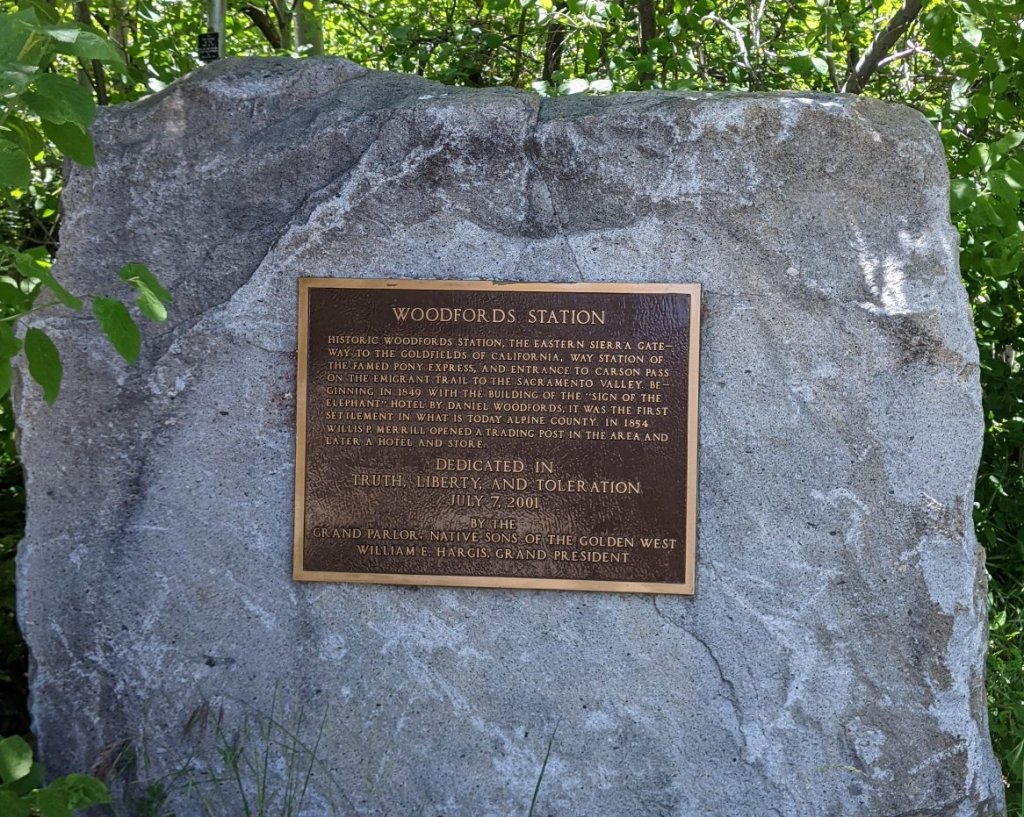 WOODFORDS STATION
HISTORIC WOODFORDS STATION, THE EASTERN SIERRA GATE-
WAY TO THE GOLDFIELDS OF CALIFORNIA, WAY STATION OF
THE FAMED PONY EXPRESS, AND ENTRANCE TO CARSON PASS
ON THE EMIGRANT TRAIL TO THE SACRAMENTO VALLEY. BE-
GINNING IN 1849 WITH THE BUILDING OF THE "SIGN OF THE
ELEPHANT" HOTEL BY DANIEL WOODFORDS, IT WAS THE FIRST
SETTLEMENT IN WHAT IS TODAY ALPINE COUNTY. IN 1854
WILLIS P. MERRILL OPENED A TRADING POST IN THE AREA AND
LATER A HOTEL AND STORE.
DEDICATED IN
TRUTH, LIBERTY, AND TOLERATION
JULY 7, 2001
BY THE
GRAND PARLOR, NATIVE SONS OF THE GOLDEN WEST
WILLIAM E. HARGIS, GRAND PRESIDENT